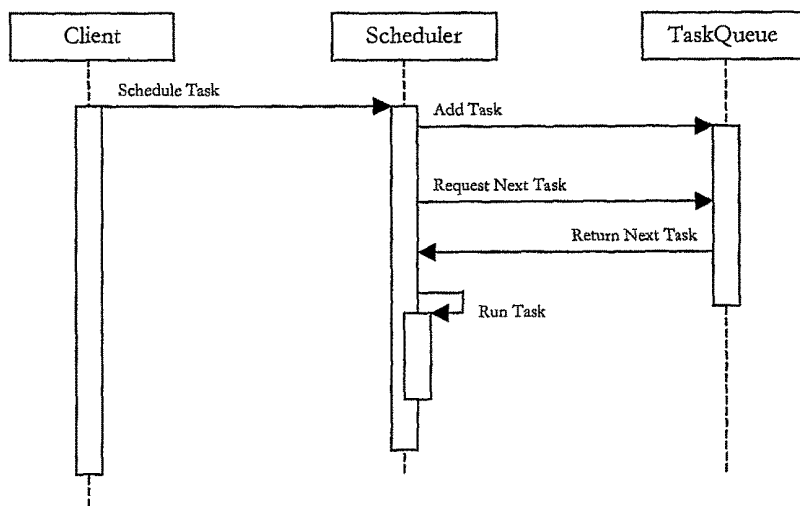 Client
Scheduler
TaskQueue
Schedule Task
Add Task
Request Next Task
Return Next Task
Run Task